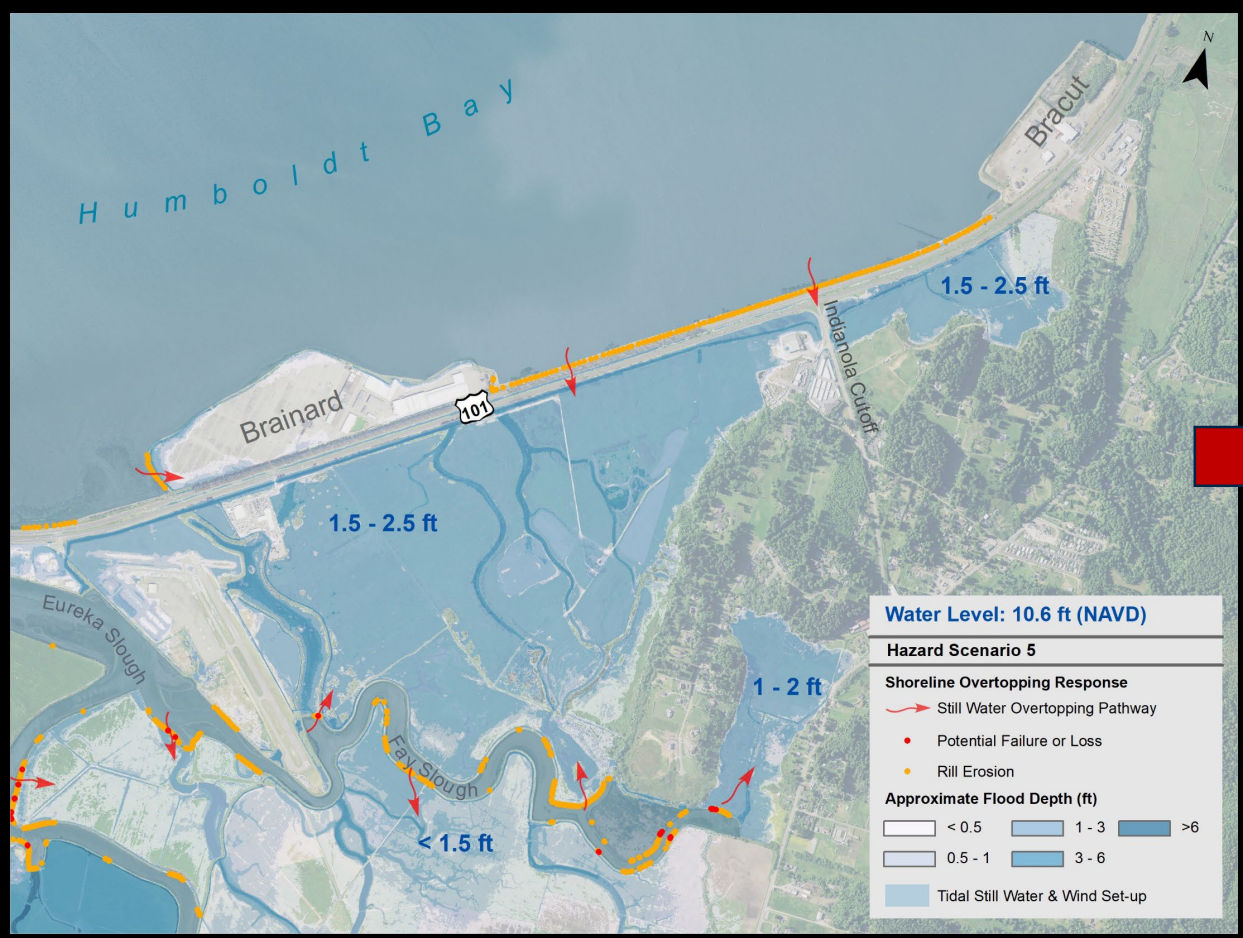 N
Humboldt Bay
Bracut
1.5 - 2.5 ft
Indianola Cutoff
101
Brainard
1.5 - 2.5 ft
Eureka Slough
1 - 2 ft
Fay Slough
< 1.5 ft
Water Level: 10.6 ft (NAVD)
Hazard Scenario 5
Shoreline Overtopping Response
Still Water Overtopping Pathway
Potential Failure or Loss
Rill Erosion
Approximate Flood Depth (ft)
< 0.5 1 - 3 >6
0.5 - 1 3 - 6
Tidal Still Water & Wind Set-up